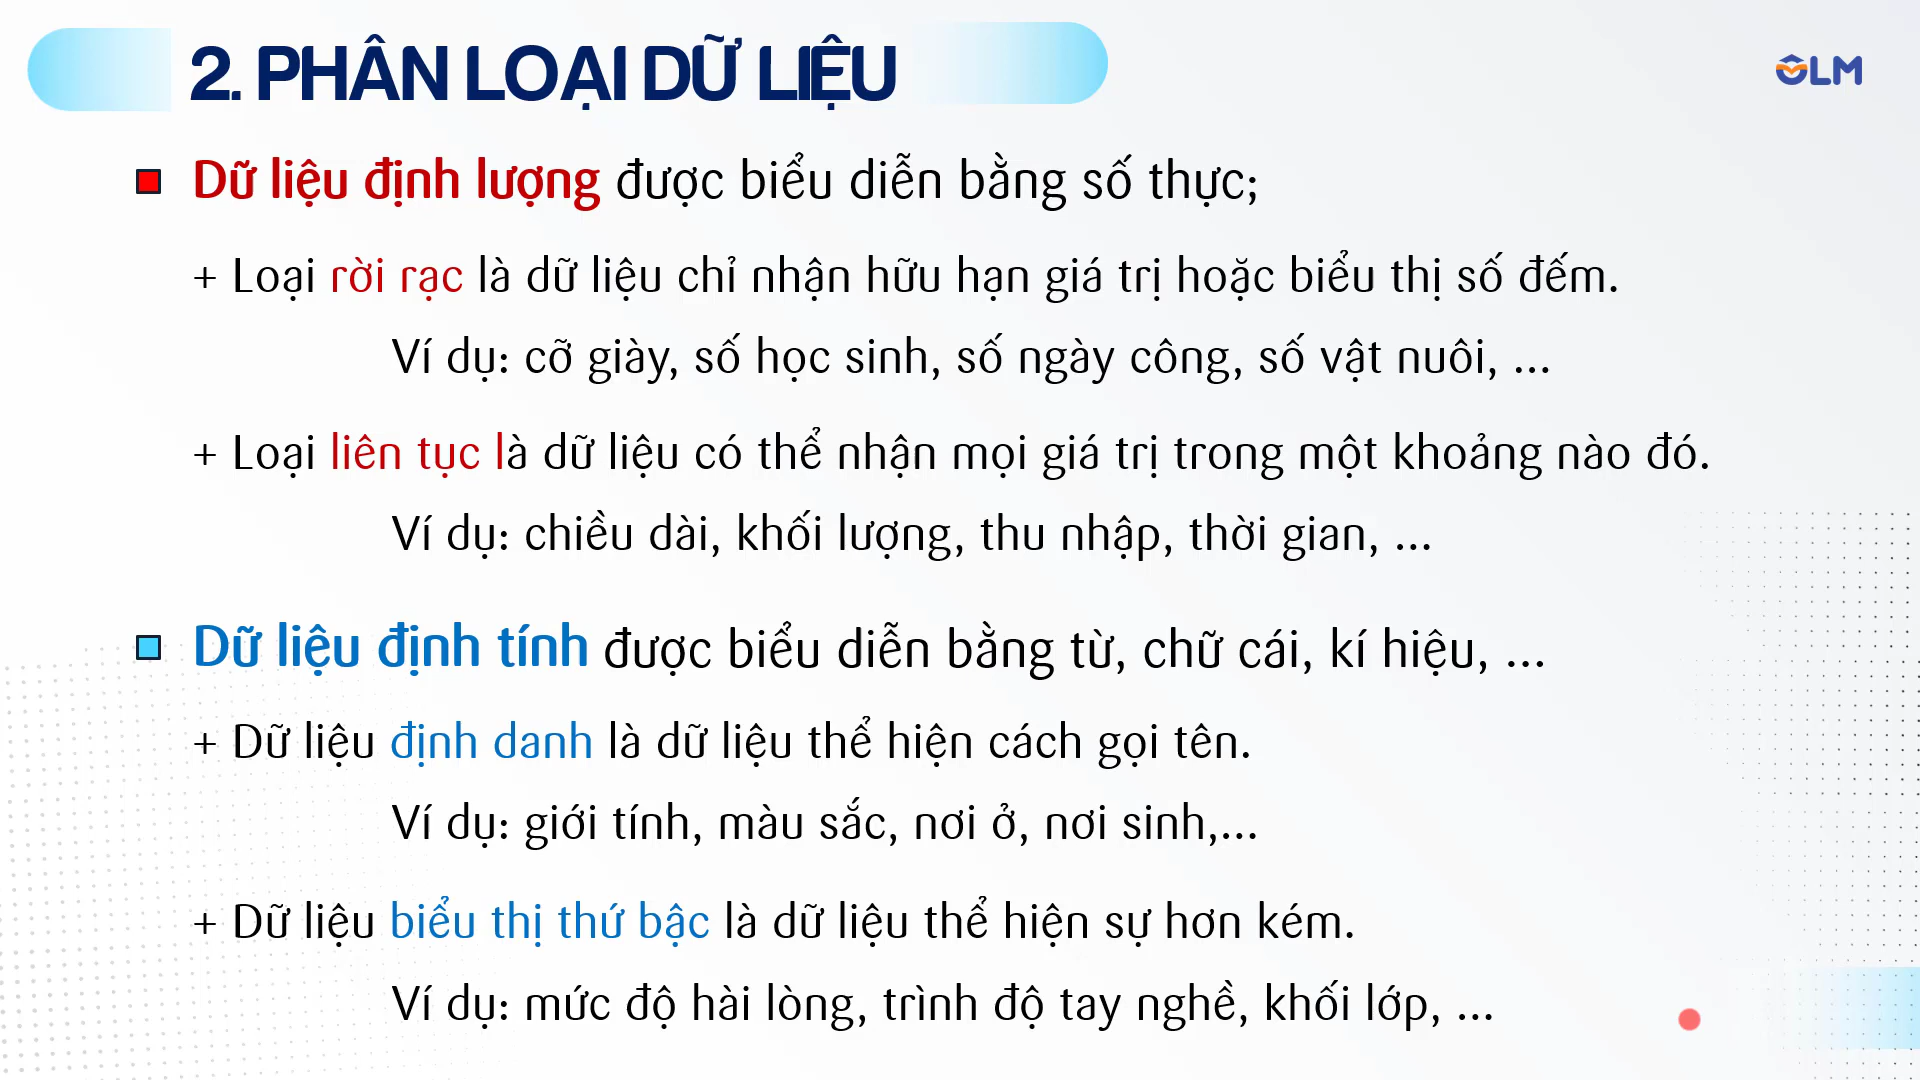 2. PHÂN LOẠI DỮ LIỆU
OLM
Dữ liệu định lượng được biểu diễn bằng số thực;
+ Loại rời rạc là dữ liệu chỉ nhận hữu hạn giá trị hoặc biểu thị số đếm.
Ví dụ: cỡ giày, số học sinh, số ngày công, số vật nuôi, ...
+ Loại liên tục là dữ liệu có thể nhận mọi giá trị trong một khoảng nào đó.
Ví dụ: chiều dài, khối lượng, thu nhập, thời gian, ...
Dữ liệu định tính được biểu diễn bằng từ, chữ cái, kí hiệu, ...
+ Dữ liệu định danh là dữ liệu thể hiện cách gọi tên.
Ví dụ: giới tính, màu sắc, nơi ở, nơi sinh,...
+ Dữ liệu biểu thị thứ bậc là dữ liệu thể hiện sự hơn kém.
Ví dụ: mức độ hài lòng, trình độ tay nghề, khối lớp, ...